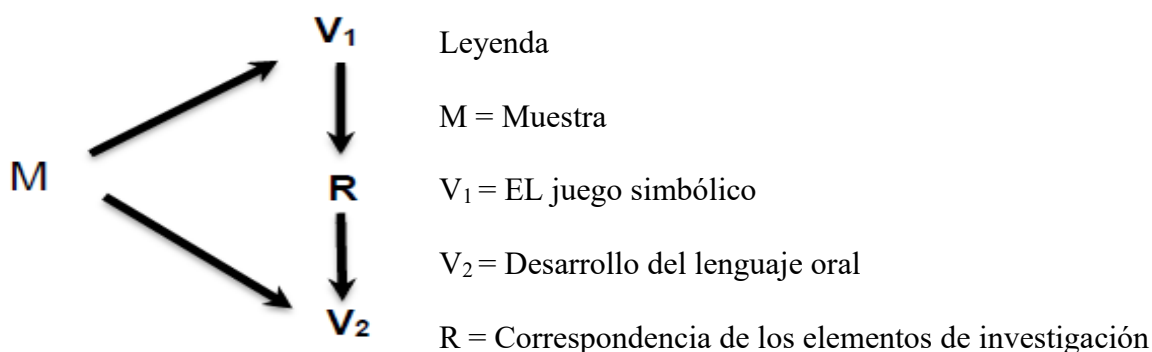 V₁
Leyenda
M = Muestra
M
R
V₁ = EL juego simbólico
V₂ = Desarrollo del lenguaje oral
V₂
R = Correspondencia de los elementos de investigación